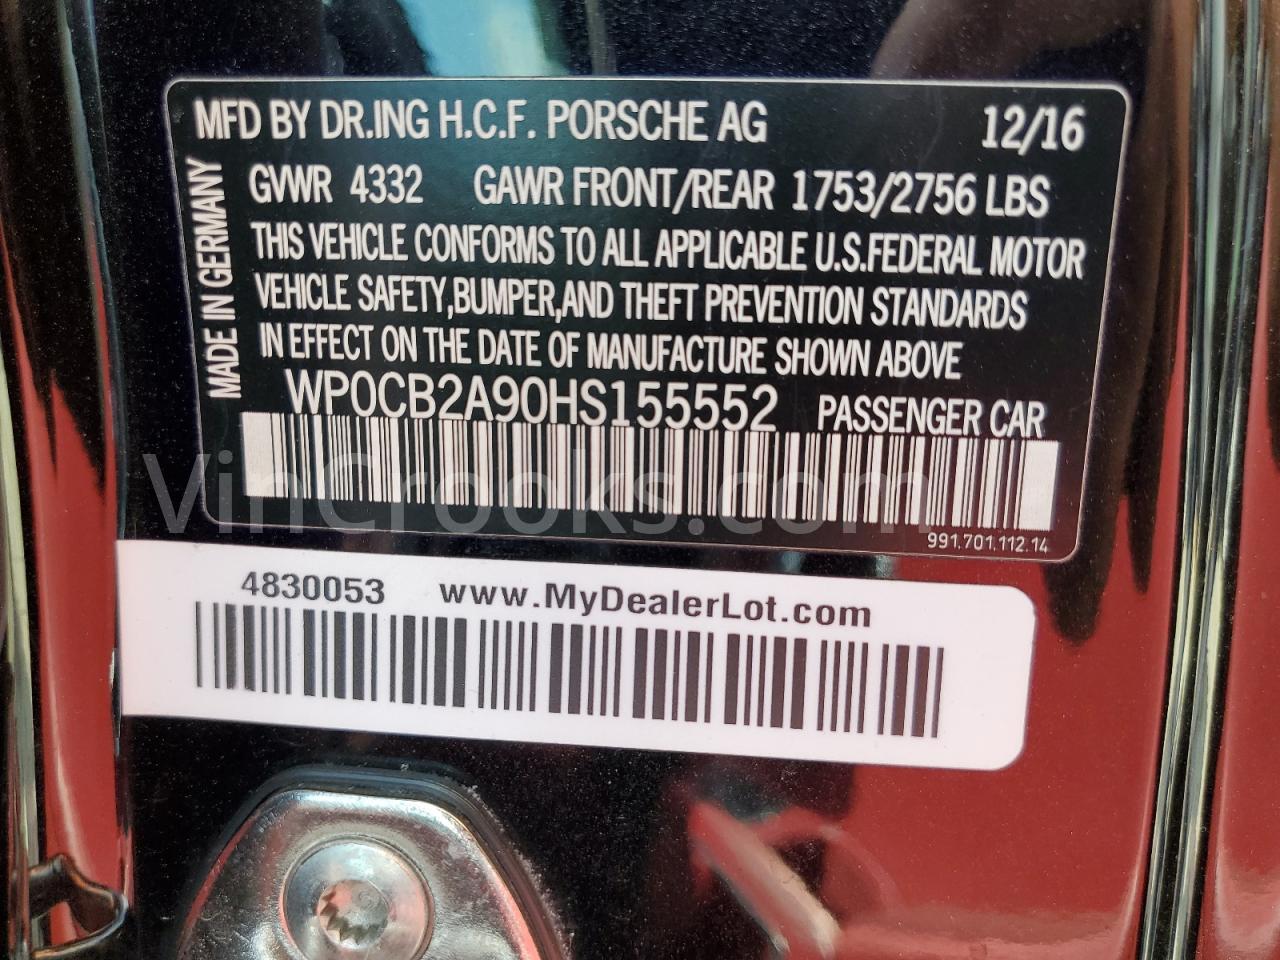 MFD BY DR.ING H.C.F. PORSCHE AG 12/16
GVWR 4332 GAWR FRONT/REAR 1753/2756 LBS
THIS VEHICLE CONFORMS TO ALL APPLICABLE U.S.FEDERAL MOTOR
VEHICLE SAFETY,BUMPER,AND THEFT PREVENTION STANDARDS
IN EFFECT ON THE DATE OF MANUFACTURE SHOWN ABOVE
MADE IN GERMANY
WP0CB2A90HS155552 PASSENGER CAR
VinCrooks.com
991.701.112.14
4830053 www.MyDealerLot.com